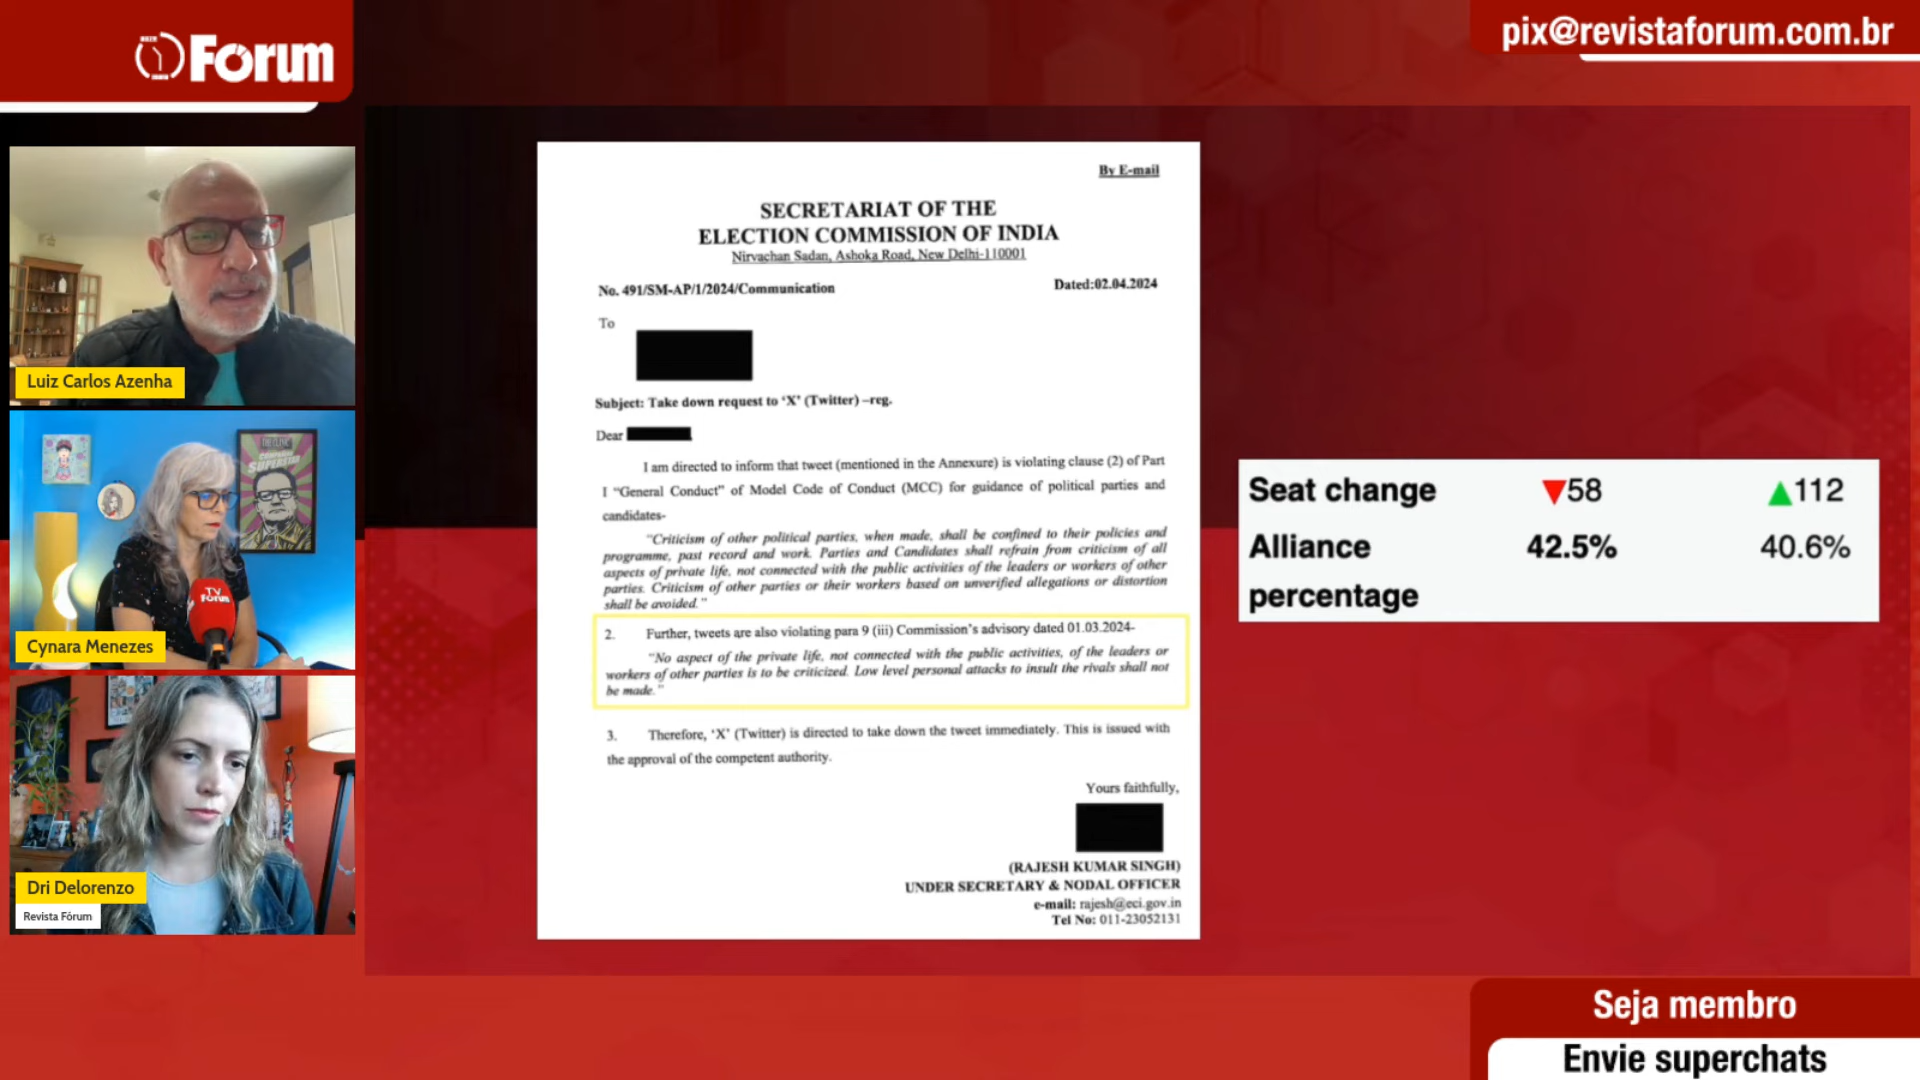 Fórum
pix@revistaforum.com.br
Luiz Carlos Azenha
SUPERSTAR
TV
Fórum
Cynara Menezes
Dri Delorenzo
Revista Fórum
By E-mail
SECRETARIAT OF THE
ELECTION COMMISSION OF INDIA
Nirvachan Sadan, Ashoka Road, New Delhi-110001
No. 491/SM-AP/1/2024/Communication
Dated:02.04.2024
To
Subject: Take down request to ‘X’ (Twitter) –reg.
Dear
I am directed to inform that tweet (mentioned in the Annexure) is violating clause (2) of Part
I “General Conduct” of Model Code of Conduct (MCC) for guidance of political parties and
candidates-
“Criticism of other political parties, when made, shall be confined to their policies and
programme, past record and work. Parties and Candidates shall refrain from criticism of all
aspects of private life, not connected with the public activities of the leaders or workers of other
parties. Criticism of other parties or their workers based on unverified allegations or distortion
shall be avoided.”
2. Further, tweets are also violating para 9 (iii) Commission’s advisory dated 01.03.2024-
“No aspect of the private life, not connected with the public activities, of the leaders or
workers of other parties is to be criticized. Low level personal attacks to insult the rivals shall not
be made.”
3. Therefore, ‘X’ (Twitter) is directed to take down the tweet immediately. This is issued with
the approval of the competent authority.
Yours faithfully,
(RAJESH KUMAR SINGH)
UNDER SECRETARY & NODAL OFFICER
e-mail: rajesh@eci.gov.in
Tel No: 011-23052131
Seat change ▼58 ▲112
Alliance 42.5% 40.6%
percentage
Seja membro
Envie superchats